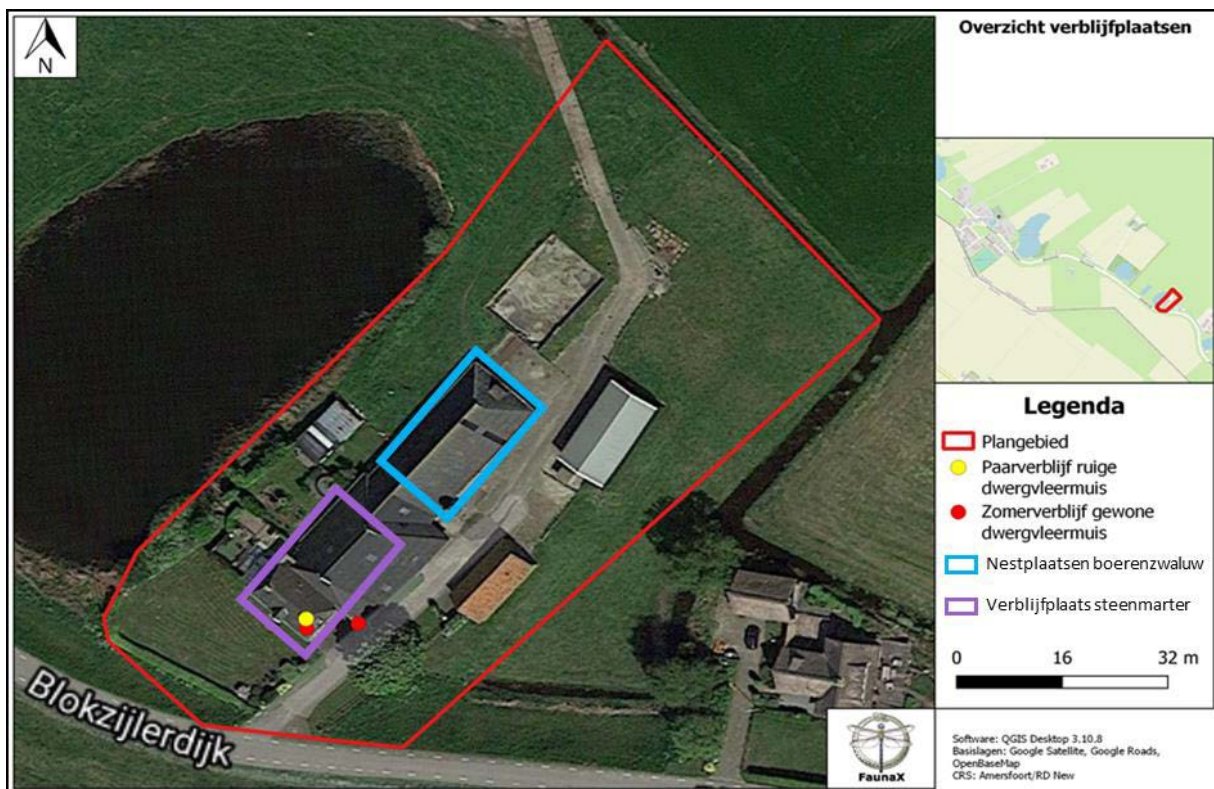 N
Overzicht verblijfplaatsen
Legenda
Plangebied
Paarverblijf ruige
dwergvleermuis
Zomerverblijf gewone
dwergvleermuis
Nestplaatsen boerenzwaluw
Verblijfplaats steenmarter
0 16 32 m
Blokzijlerdijk
FaunaX
Software: QGIS Desktop 3.10.8
Basislagen: Google Satellite, Google Roads,
OpenBaseMap
CRS: Amersfoort/RD New